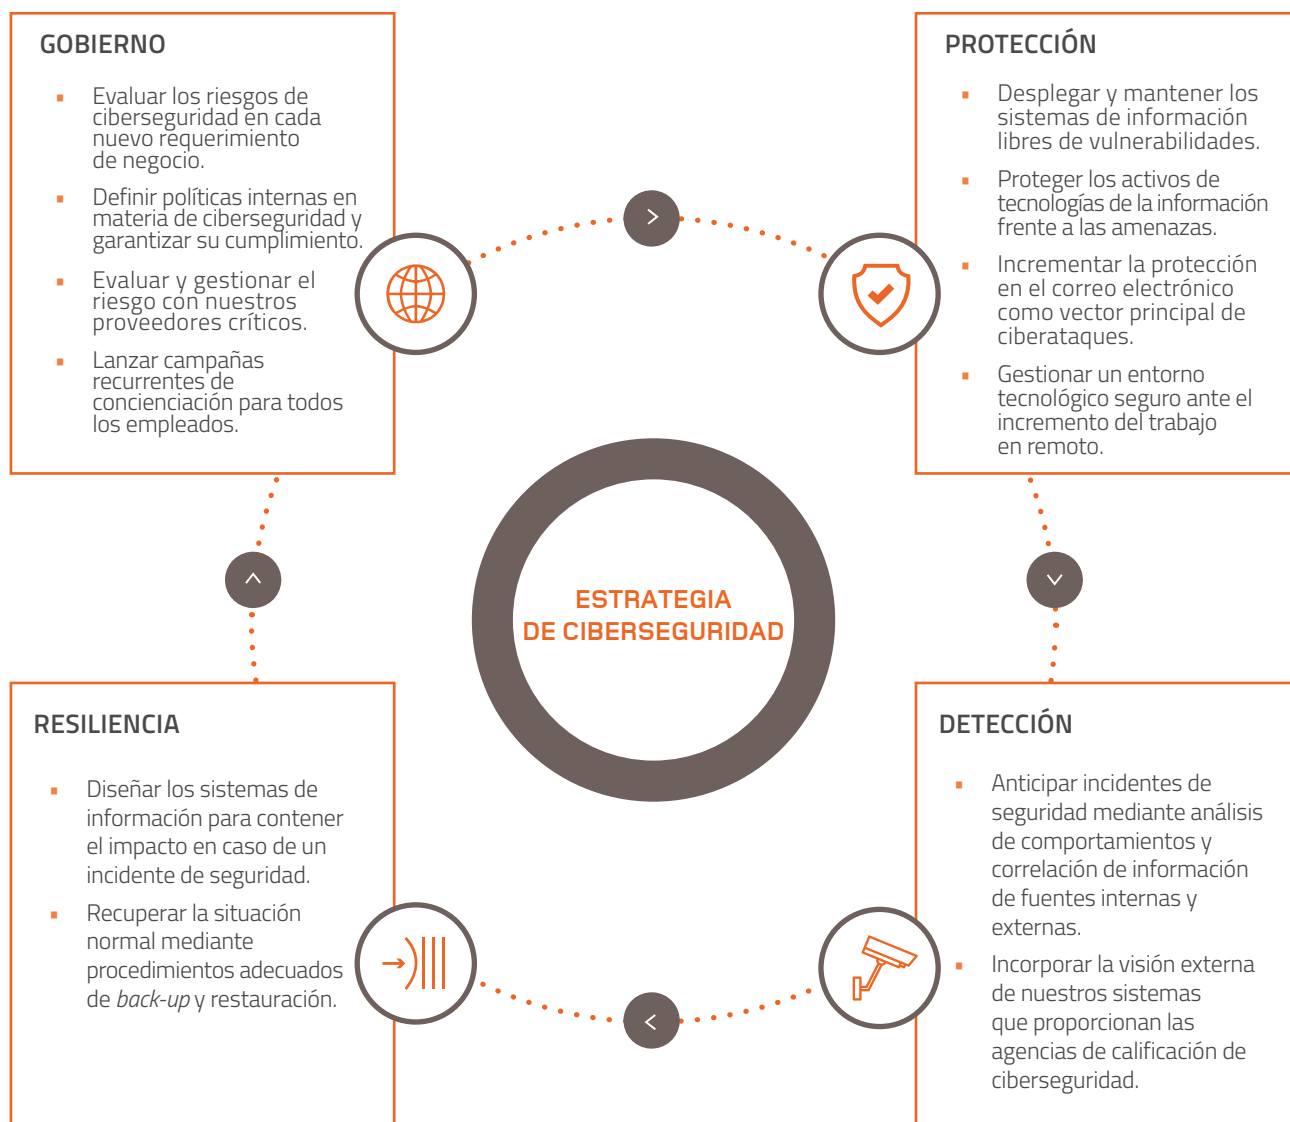 GOBIERNO
Evaluar los riesgos de
ciberseguridad en cada
nuevo requerimiento
de negocio.
Definir políticas internas en
materia de ciberseguridad y
garantizar su cumplimiento.
Evaluar y gestionar el
riesgo con nuestros
proveedores críticos.
Lanzar campañas
recurrentes de
concienciación para todos
los empleados.
PROTECCIÓN
Desplegar y mantener los
sistemas de información
libres de vulnerabilidades.
Proteger los activos de
tecnologías de la información
frente a las amenazas.
Incrementar la protección
en el correo electrónico
como vector principal de
ciberataques.
Gestionar un entorno
tecnológico seguro ante el
incremento del trabajo
en remoto.
ESTRATEGIA
DE CIBERSEGURIDAD
RESILIENCIA
Diseñar los sistemas de
información para contener
el impacto en caso de un
incidente de seguridad.
Recuperar la situación
normal mediante
procedimientos adecuados
de back-up y restauración.
DETECCIÓN
Anticipar incidentes de
seguridad mediante análisis
de comportamientos y
correlación de información
de fuentes internas y
externas.
Incorporar la visión externa
de nuestros sistemas
que proporcionan las
agencias de calificación de
ciberseguridad.